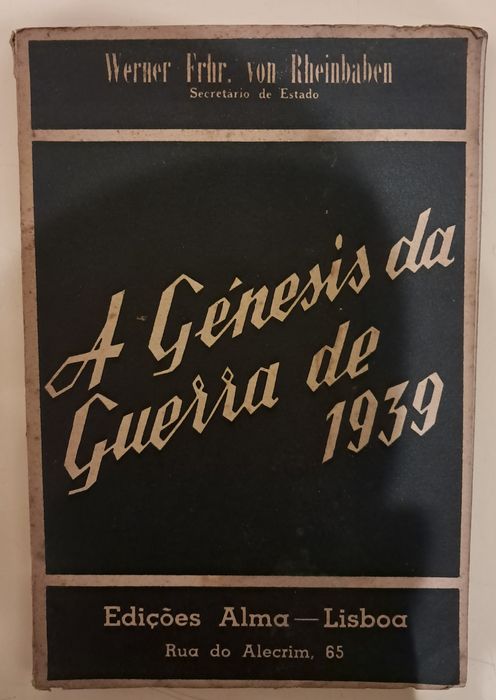 Werner Frhr. von Rheinbaben
Secretário de Estado
A Génesis da
Guerra de
1939
Edições Alma — Lisboa
Rua do Alecrim, 65